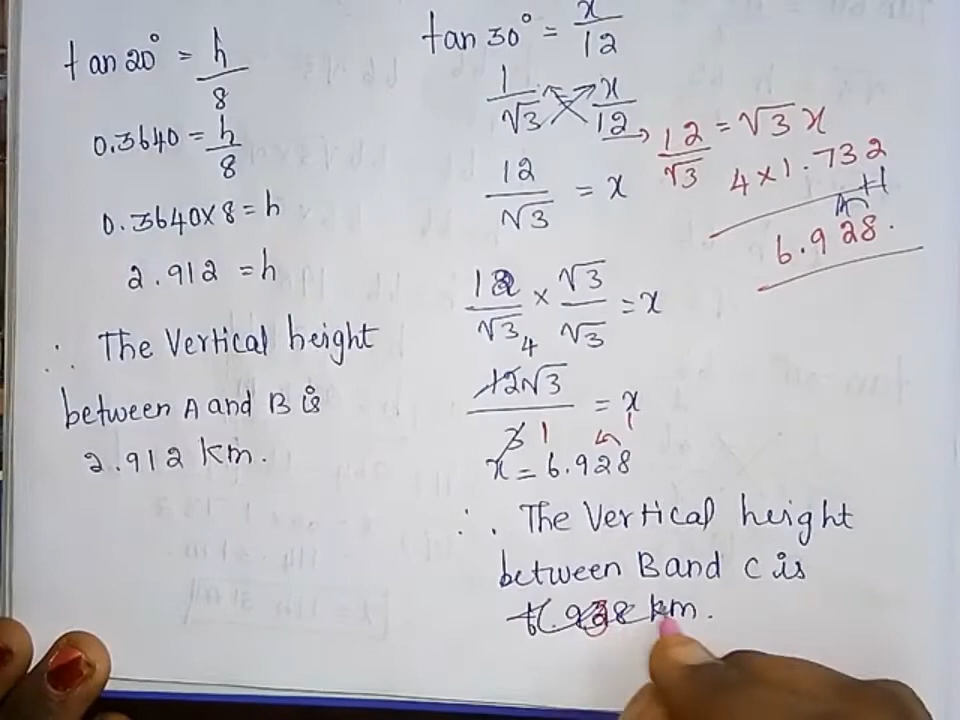 tan 20° = h/8
0.3640 = h/8
0.3640 × 8 = h
2.912 = h
∴ The Vertical height
between A and B is
2.912 km.
tan 30° = x/12
1/√3 x/12
12/√3 = x
12/√3 × √3/√3 = x
4
12√3/3 = x
1
x = 6.928
∴ The Vertical height
between B and C is
km.
12/√3 = √3 x
4 × 1.732
6.928.